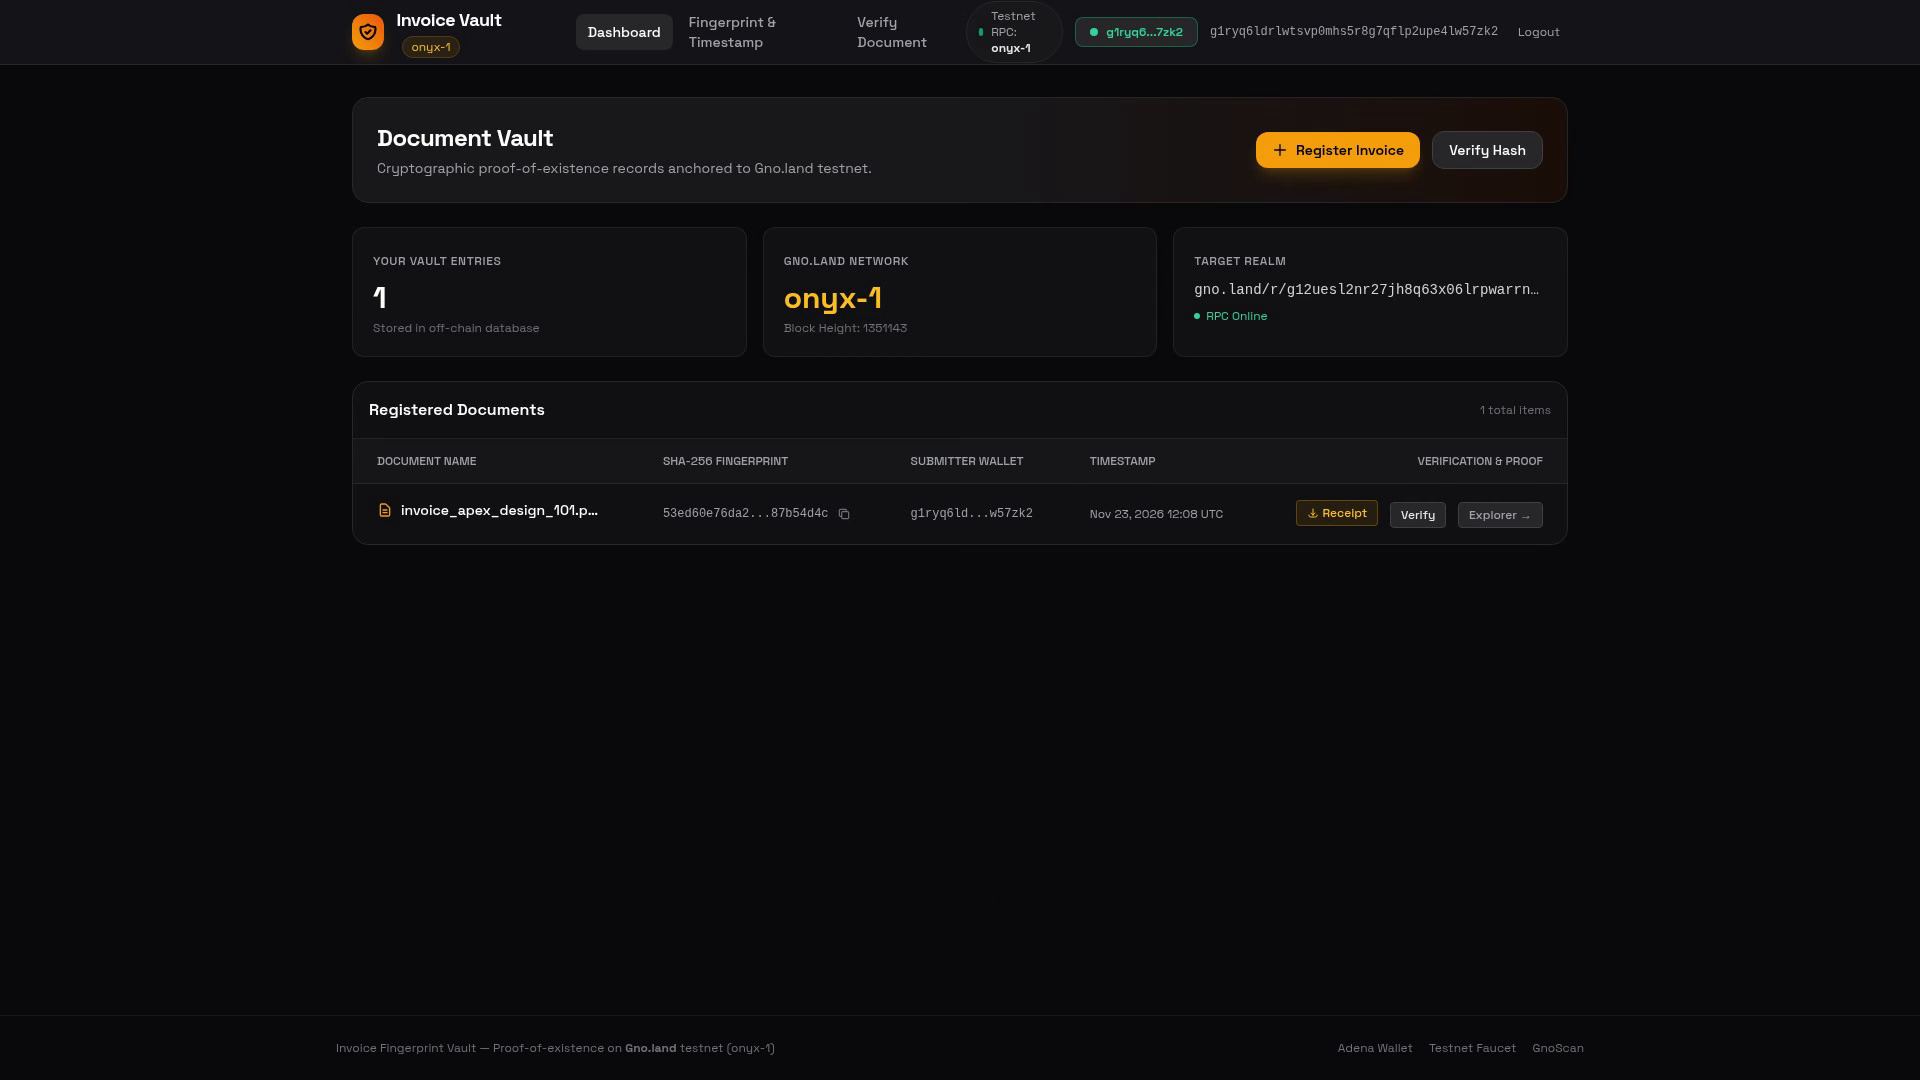 Invoice Vault
onyx-1
Dashboard
Fingerprint &
Timestamp
Verify
Document
Testnet
RPC:
onyx-1
g1ryq6...7zk2
g1ryq6ldrlwtsvp0mhs5r8g7qflp2upe4lw57zk2
Logout
Document Vault
Cryptographic proof-of-existence records anchored to Gno.land testnet.
Register Invoice
Verify Hash
YOUR VAULT ENTRIES
1
Stored in off-chain database
GNO.LAND NETWORK
onyx-1
Block Height: 1351143
TARGET REALM
gno.land/r/g12uesl2nr27jh8q63x06lrpwarrn…
RPC Online
Registered Documents
1 total items
DOCUMENT NAME
SHA-256 FINGERPRINT
SUBMITTER WALLET
TIMESTAMP
VERIFICATION & PROOF
invoice_apex_design_101.p…
53ed60e76da2...87b54d4c
g1ryq6ld...w57zk2
Nov 23, 2026 12:08 UTC
Receipt
Verify
Explorer →
Invoice Fingerprint Vault — Proof-of-existence on Gno.land testnet (onyx-1)
Adena Wallet
Testnet Faucet
GnoScan